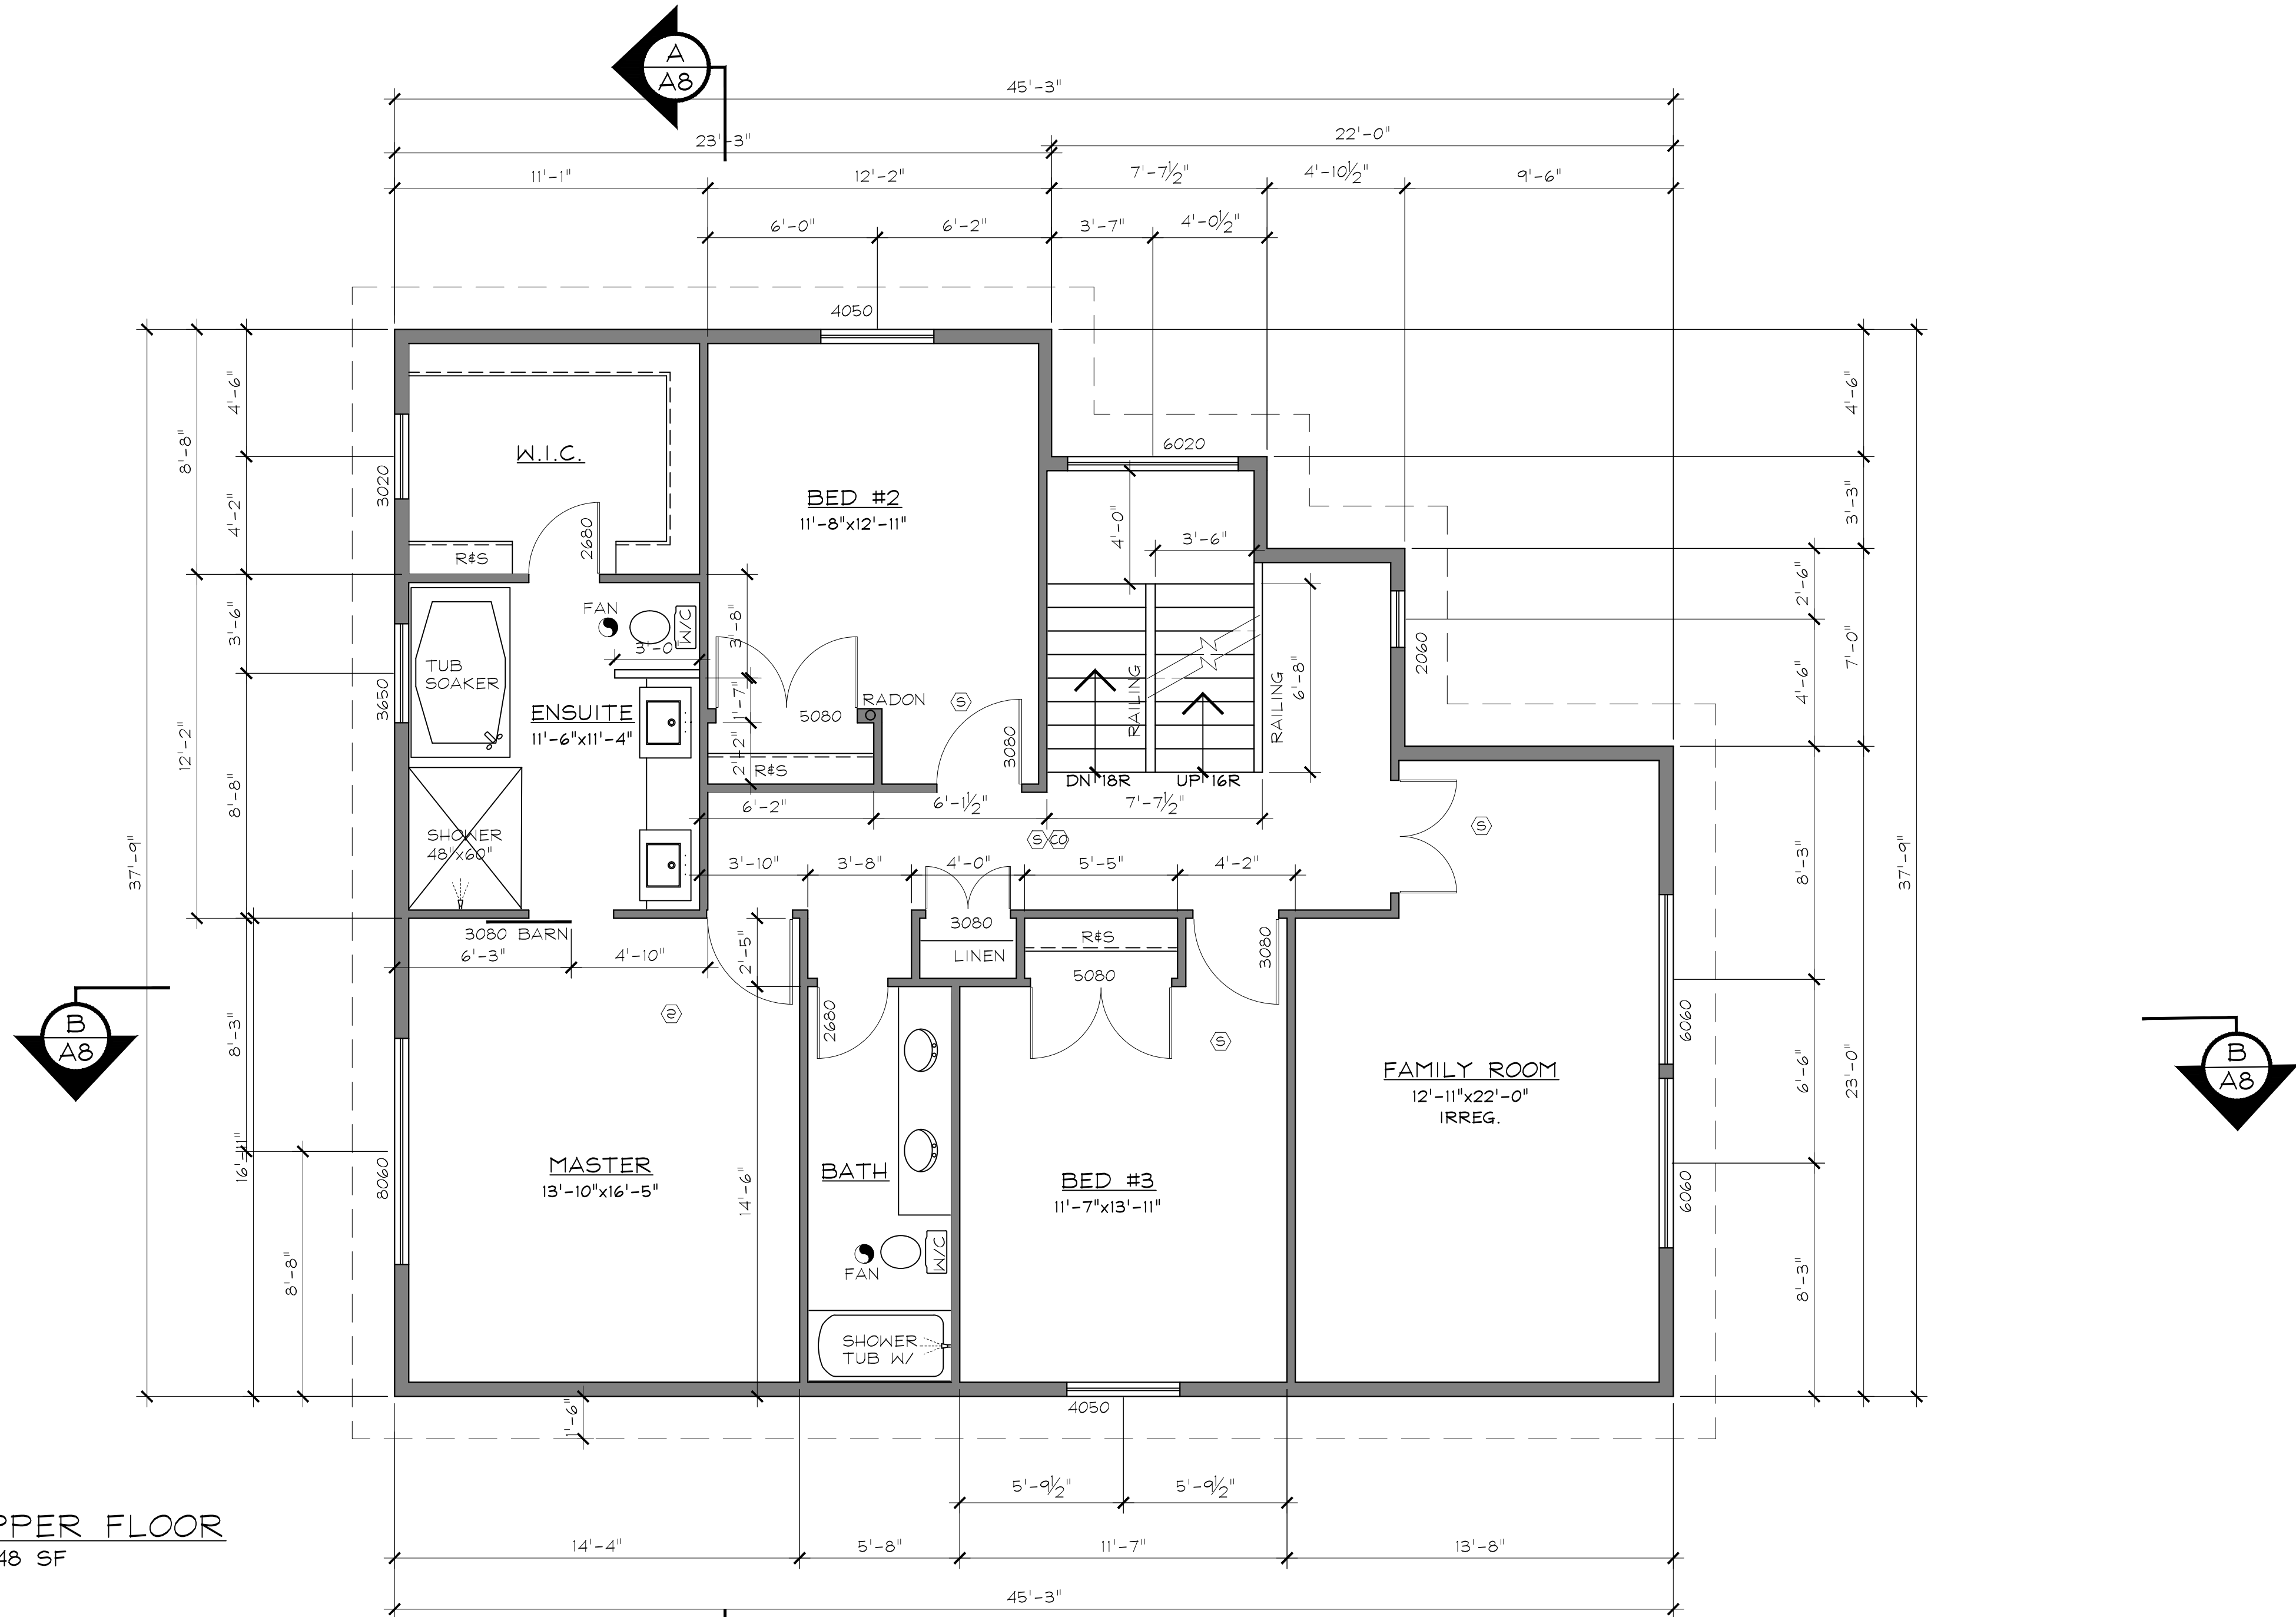 A
A8
45'-3"
23'-3"
22'-0"
11'-1"
12'-2"
7'-7½"
4'-10½"
9'-6"
6'-0"
6'-2"
3'-7"
4'-0½"
4050
6020
4'-6"
8'-8"
4'-2"
3020
W.I.C.
2680
R&S
BED #2
11'-8"x12'-11"
4'-0"
3'-6"
4'-6"
3'-3"
2'-6"
7'-0"
4'-6"
2060
3'-6"
3650
12'-2"
8'-8"
37'-9"
FAN
W/C
3'-0"
3'-8"
TUB
SOAKER
ENSUITE
11'-6"x11'-4"
1'-7"
2'-2"
5080
RADON
S
3080
R&S
RAILING
RAILING
6'-8"
DN 18R
UP 16R
6'-2"
6'-1½"
7'-7½"
S
CO
S
SHOWER
48"x60"
3'-10"
3'-8"
4'-0"
5'-5"
4'-2"
3080 BARN
6'-3"
4'-10"
2'-5"
3080
LINEN
R&S
5080
3080
8'-3"
37'-9"
B
A8
8'-3"
16'-11"
8060
8'-8"
S
2680
S
MASTER
13'-10"x16'-5"
14'-6"
BATH
FAN
W/C
SHOWER
TUB W/
BED #3
11'-7"x13'-11"
FAMILY ROOM
12'-11"x22'-0"
IRREG.
6060
6060
6'-6"
23'-0"
8'-3"
B
A8
1'-6"
4050
5'-9½"
5'-9½"
PPER FLOOR
48 SF
14'-4"
5'-8"
11'-7"
13'-8"
45'-3"